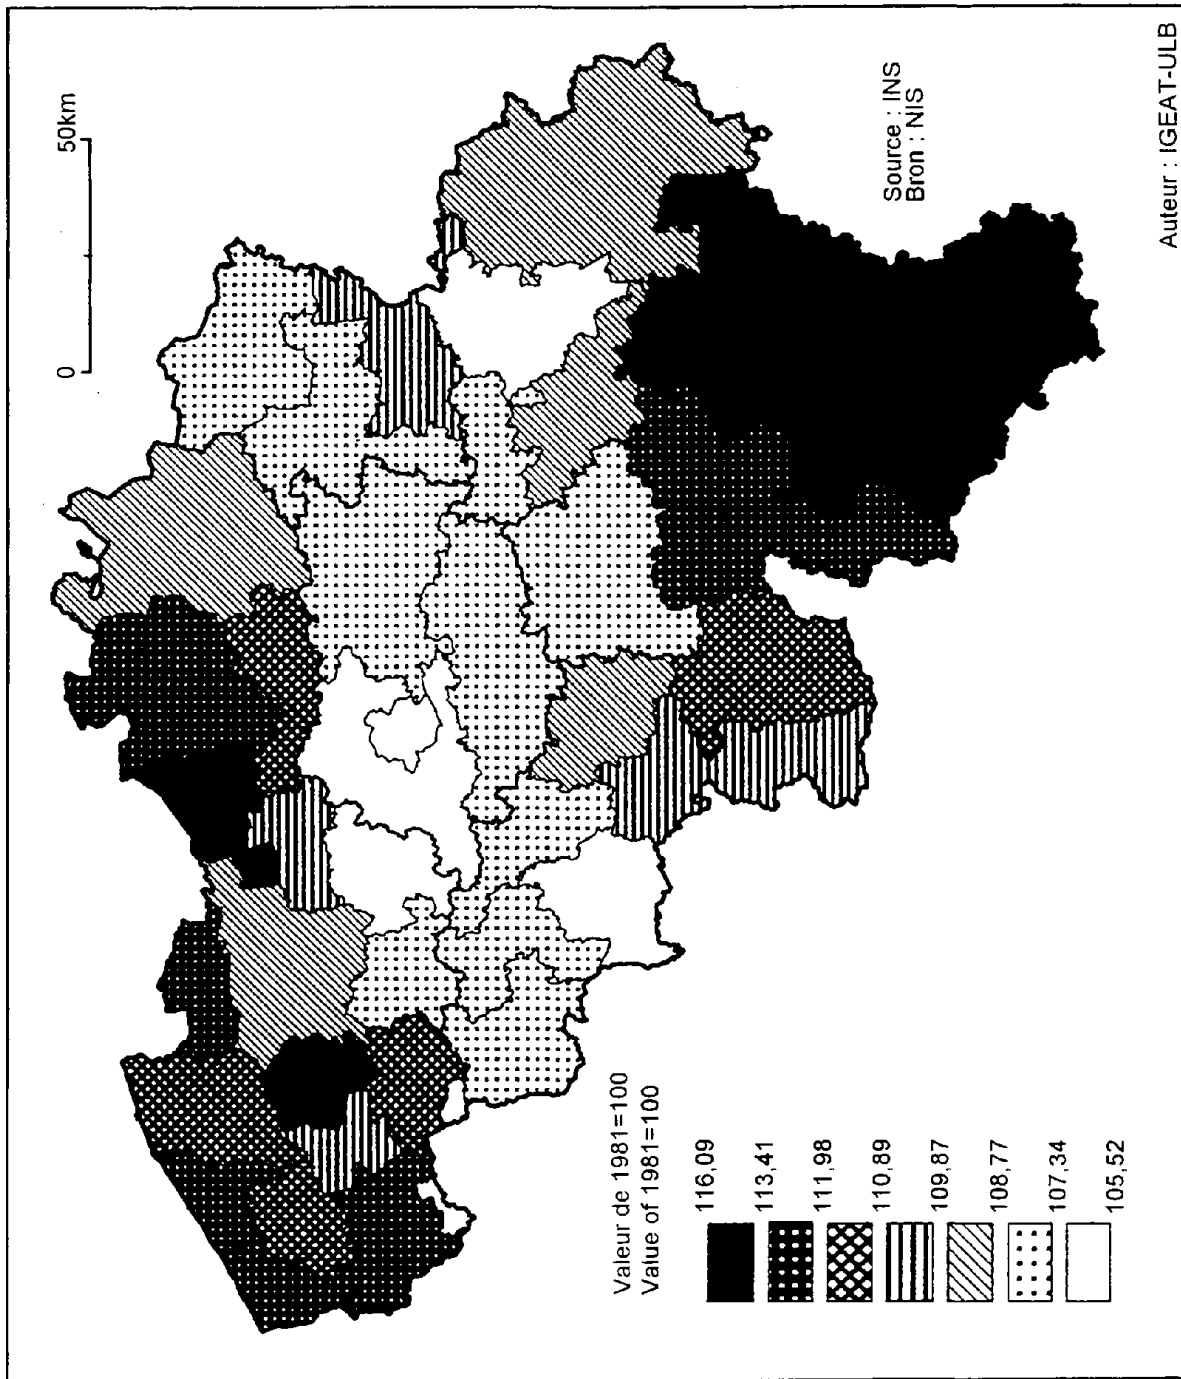 0 50km
Source : INS
Bron : NIS
Auteur : IGEAT-ULB
Valeur de 1981=100
Value of 1981=100
116,09
113,41
111,98
110,89
109,87
108,77
107,34
105,52